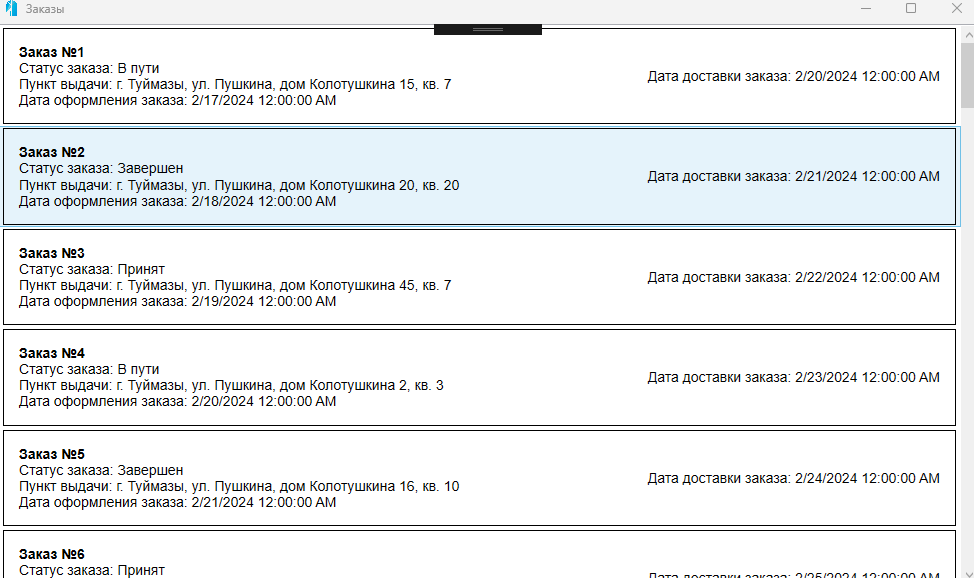 Заказы
Заказ №1
Статус заказа: В пути
Пункт выдачи: г. Туймазы, ул. Пушкина, дом Колотушкина 15, кв. 7
Дата оформления заказа: 2/17/2024 12:00:00 AM
Дата доставки заказа: 2/20/2024 12:00:00 AM
Заказ №2
Статус заказа: Завершен
Пункт выдачи: г. Туймазы, ул. Пушкина, дом Колотушкина 20, кв. 20
Дата оформления заказа: 2/18/2024 12:00:00 AM
Дата доставки заказа: 2/21/2024 12:00:00 AM
Заказ №3
Статус заказа: Принят
Пункт выдачи: г. Туймазы, ул. Пушкина, дом Колотушкина 45, кв. 7
Дата оформления заказа: 2/19/2024 12:00:00 AM
Дата доставки заказа: 2/22/2024 12:00:00 AM
Заказ №4
Статус заказа: В пути
Пункт выдачи: г. Туймазы, ул. Пушкина, дом Колотушкина 2, кв. 3
Дата оформления заказа: 2/20/2024 12:00:00 AM
Дата доставки заказа: 2/23/2024 12:00:00 AM
Заказ №5
Статус заказа: Завершен
Пункт выдачи: г. Туймазы, ул. Пушкина, дом Колотушкина 16, кв. 10
Дата оформления заказа: 2/21/2024 12:00:00 AM
Дата доставки заказа: 2/24/2024 12:00:00 AM
Заказ №6
Статус заказа: Принят
Дата доставки заказа: 2/25/2024 12:00:00 AM